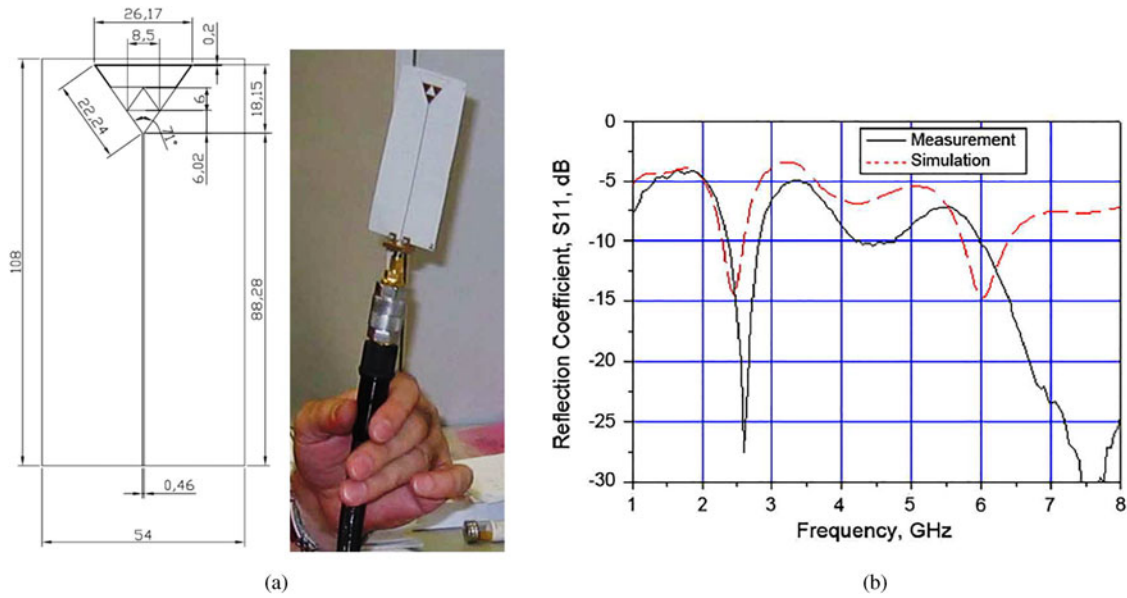 26,17
8,5
0,2
22,24
6
18,15
71°
6,02
108
88,28
0,46
54
(a)
Reflection Coefficient, S11, dB
Measurement
Simulation
0
-5
-10
-15
-20
-25
-30
1 2 3 4 5 6 7 8
Frequency, GHz
(b)